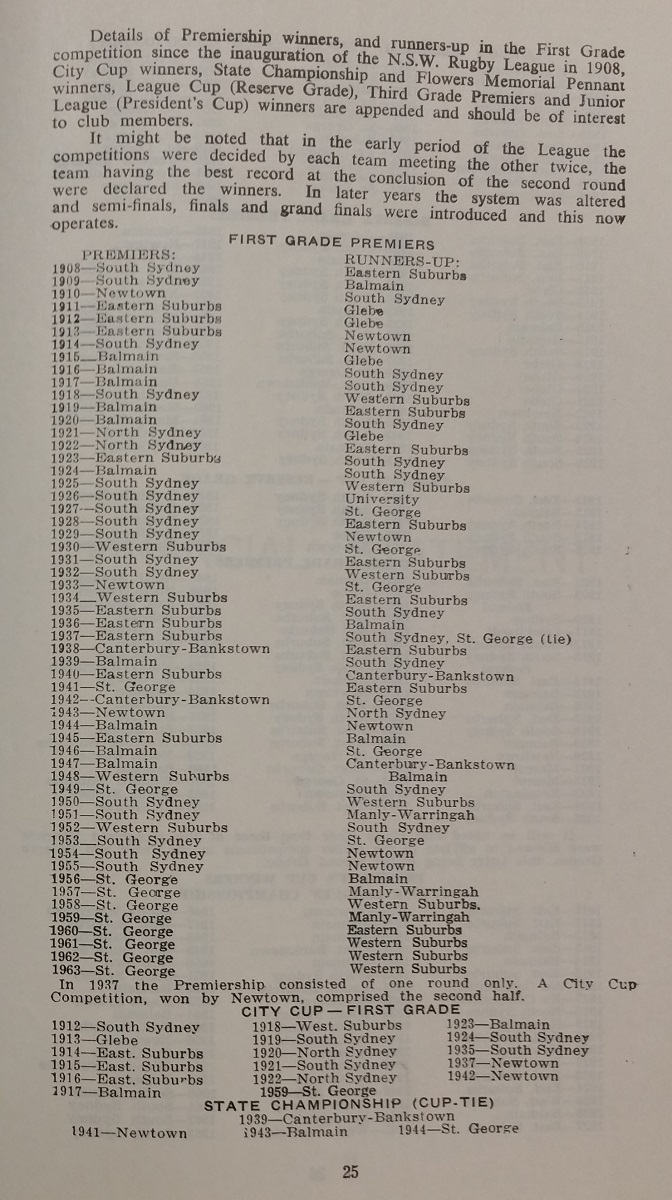 Details of Premiership winners, and runners-up in the First Grade
competition since the inauguration of the N.S.W. Rugby League in 1908,
City Cup winners, State Championship and Flowers Memorial Pennant
winners, League Cup (Reserve Grade), Third Grade Premiers and Junior
League (President's Cup) winners are appended and should be of interest
to club members.
It might be noted that in the early period of the League the
competitions were decided by each team meeting the other twice, the
team having the best record at the conclusion of the second round
were declared the winners. In later years the system was altered
and semi-finals, finals and grand finals were introduced and this now
operates.
FIRST GRADE PREMIERS
PREMIERS: RUNNERS-UP:
1908—South Sydney Eastern Suburbs
1909—South Sydney Balmain
1910—Newtown South Sydney
1911—Eastern Suburbs Glebe
1912—Eastern Suburbs Glebe
1913—Eastern Suburbs Newtown
1914—South Sydney Newtown
1915—Balmain Glebe
1916—Balmain South Sydney
1917—Balmain South Sydney
1918—South Sydney Western Suburbs
1919—Balmain Eastern Suburbs
1920—Balmain South Sydney
1921—North Sydney Glebe
1922—North Sydney Eastern Suburbs
1923—Eastern Suburbs South Sydney
1924—Balmain South Sydney
1925—South Sydney Western Suburbs
1926—South Sydney University
1927—South Sydney St. George
1928—South Sydney Eastern Suburbs
1929—South Sydney Newtown
1930—Western Suburbs St. George
1931—South Sydney Eastern Suburbs
1932—South Sydney Western Suburbs
1933—Newtown St. George
1934—Western Suburbs Eastern Suburbs
1935—Eastern Suburbs South Sydney
1936—Eastern Suburbs Balmain
1937—Eastern Suburbs South Sydney, St. George (tie)
1938—Canterbury-Bankstown Eastern Suburbs
1939—Balmain South Sydney
1940—Eastern Suburbs Canterbury-Bankstown
1941—St. George Eastern Suburbs
1942--Canterbury-Bankstown St. George
1943—Newtown North Sydney
1944—Balmain Newtown
1945—Eastern Suburbs Balmain
1946—Balmain St. George
1947—Balmain Canterbury-Bankstown
1948—Western Suburbs Balmain
1949—St. George South Sydney
1950—South Sydney Western Suburbs
1951—South Sydney Manly-Warringah
1952—Western Suburbs South Sydney
1953—South Sydney St. George
1954—South Sydney Newtown
1955—South Sydney Newtown
1956—St. George Balmain
1957—St. George Manly-Warringah
1958—St. George Western Suburbs.
1959—St. George Manly-Warringah
1960—St. George Eastern Suburbs
1961—St. George Western Suburbs
1962—St. George Western Suburbs
1963—St. George Western Suburbs
In 1937 the Premiership consisted of one round only. A City Cup
Competition, won by Newtown, comprised the second half.
CITY CUP — FIRST GRADE
1912—South Sydney 1918—West. Suburbs 1923—Balmain
1913—Glebe 1919—South Sydney 1924—South Sydney
1914—East. Suburbs 1920—North Sydney 1935—South Sydney
1915—East. Suburbs 1921—South Sydney 1937—Newtown
1916—East. Suburbs 1922—North Sydney 1942—Newtown
1917—Balmain 1959—St. George
STATE CHAMPIONSHIP (CUP-TIE)
1939—Canterbury-Bankstown
1941—Newtown 1943—Balmain 1944—St. George
25